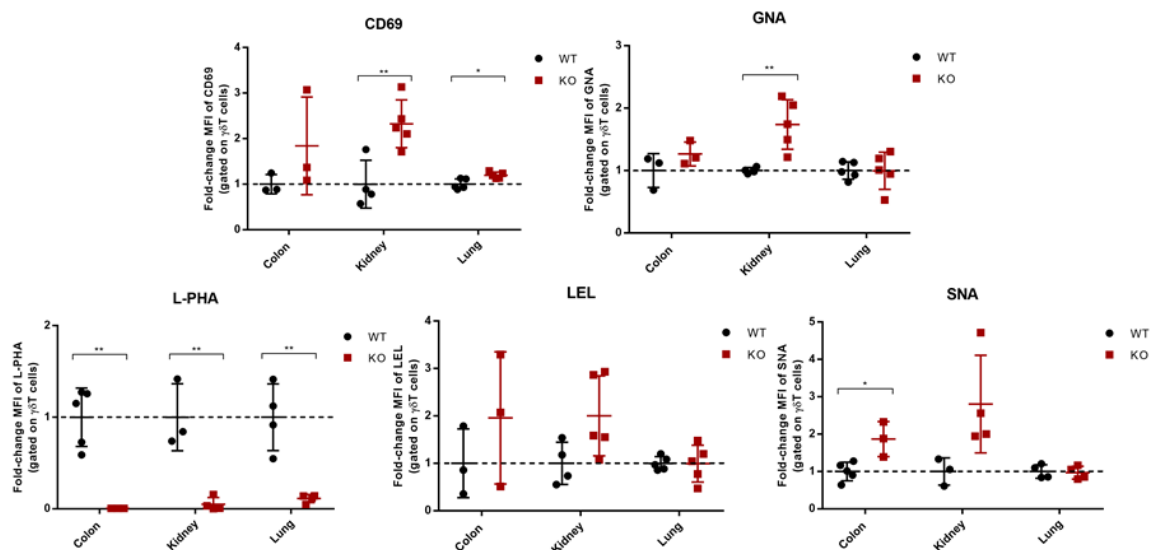 CD69
Fold-change MFI of CD69
(gated on γδT cells)
4
3
2
1
0
**
*
WT
KO
Colon
Kidney
Lung
GNA
Fold-change MFI of GNA
(gated on γδT cells)
3
2
1
0
**
WT
KO
Colon
Kidney
Lung
L-PHA
Fold-change MFI of L-PHA
(gated on γδT cells)
2
1
0
**
**
**
WT
KO
Colon
Kidney
Lung
LEL
Fold-change MFI of LEL
(gated on γδT cells)
4
3
2
1
0
WT
KO
Colon
Kidney
Lung
SNA
Fold-change MFI of SNA
(gated on γδT cells)
5
4
3
2
1
0
*
WT
KO
Colon
Kidney
Lung